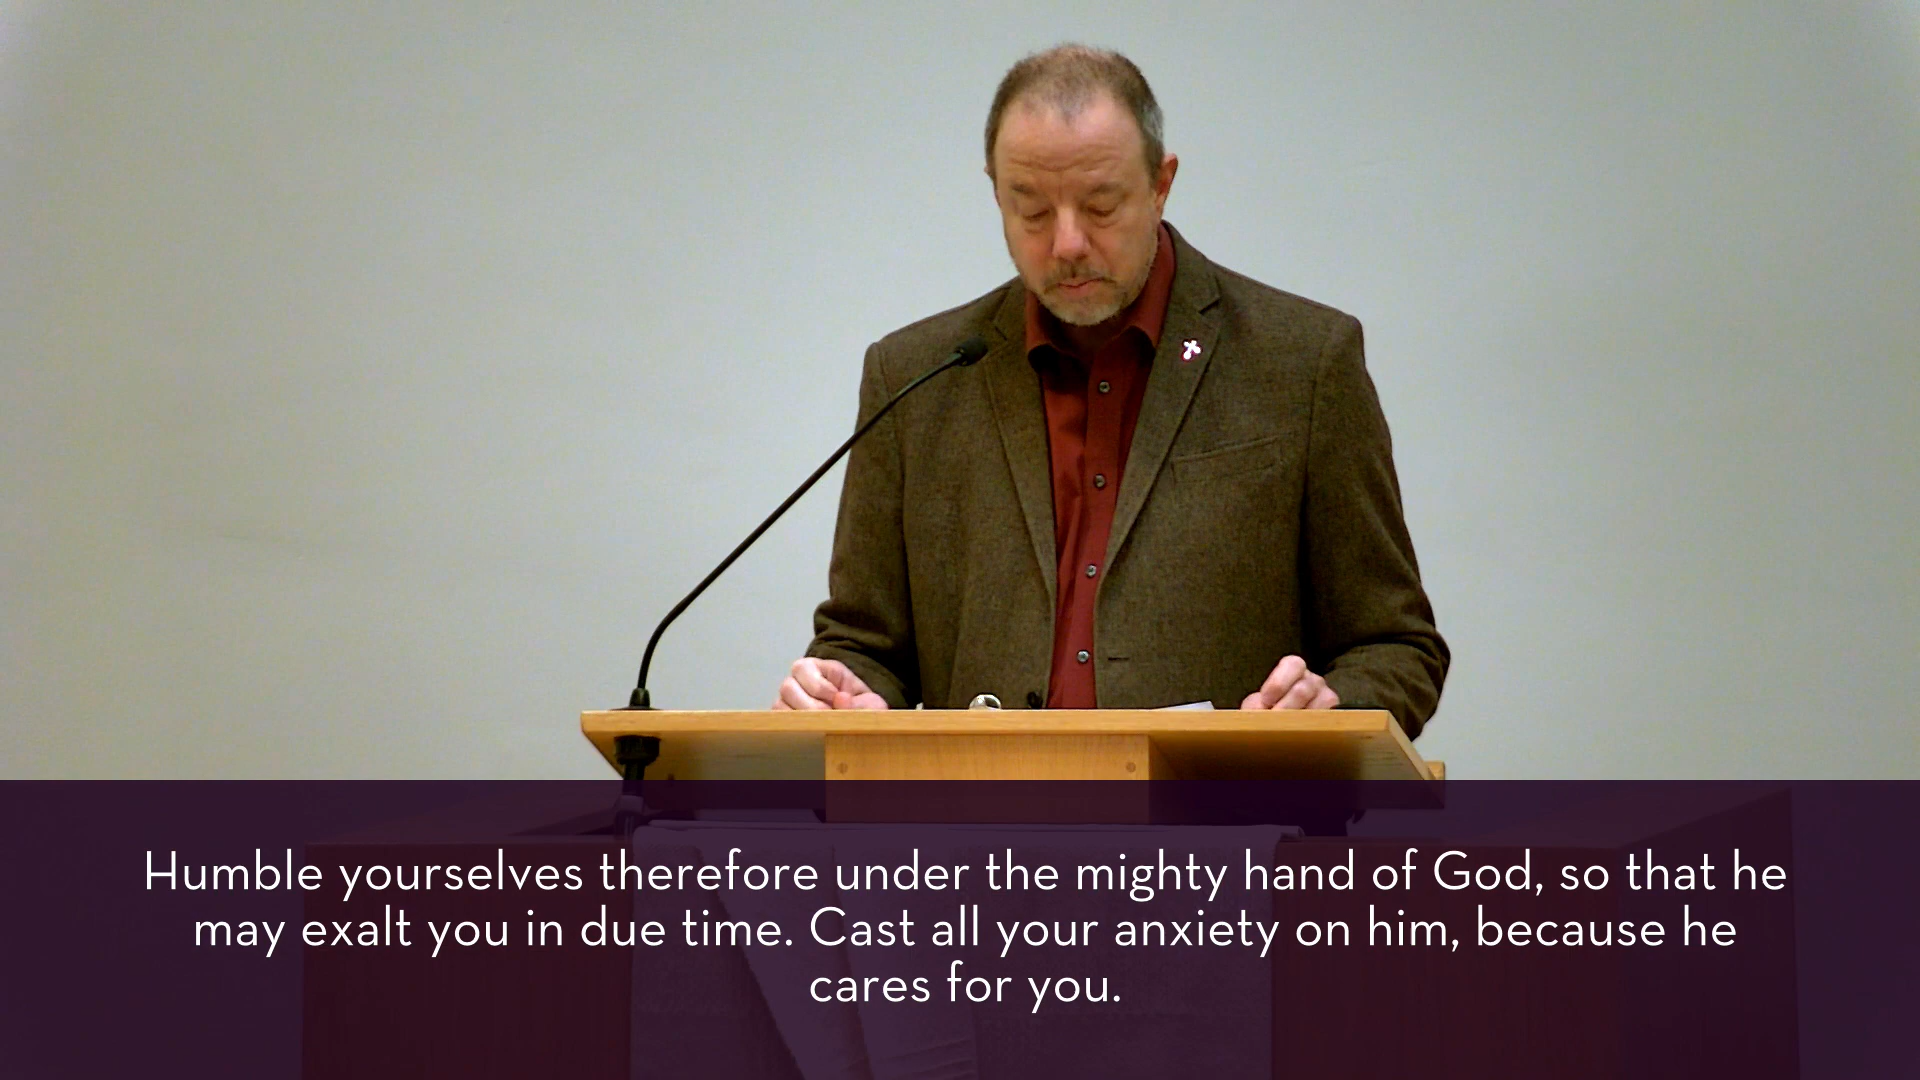 Humble yourselves therefore under the mighty hand of God, so that he
may exalt you in due time. Cast all your anxiety on him, because he
cares for you.